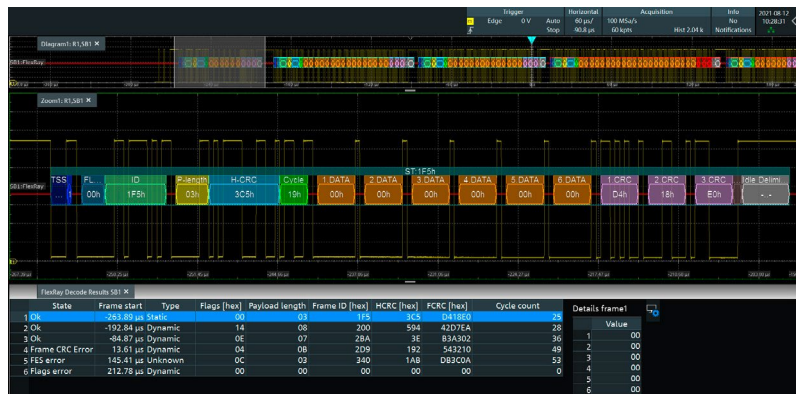 Trigger Horizontal Acquisition Info 2021-08-12
Edge 0 V Auto 60 µs/ 100 MSa/s No 10:28:31
Stop 90.8 µs 60 kpts Hist 2.04 k Notifications
Diagram1: R1,SB1 ×
SB1:FlexRay
Zoom1: R1,SB1 ×
ST:1F5h
TSS FL... ID P-length H-CRC Cycle 1.DATA 2.DATA 3.DATA 4.DATA 5.DATA 6.DATA 1.CRC 2.CRC 3.CRC Idle Delimi...
SB1:FlexRay ... 00h 1F5h 03h 3C5h 19h 00h 00h 00h 00h 00h 00h D4h 18h E0h -.-
FlexRay Decode Results SB1 ×
State Frame start Type Flags [hex] Payload length Frame ID [hex] HCRC [hex] FCRC [hex] Cycle count
1 Ok -263.89 µs Static 00 03 1F5 3C5 D418E0 25
2 Ok -192.84 µs Dynamic 14 08 200 594 42D7EA 28
3 Ok -84.87 µs Dynamic 0E 07 2BA 3E B3A302 36
4 Frame CRC Error 13.61 µs Dynamic 04 0B 2D9 192 543210 49
5 FES error 145.41 µs Unknown 0C 03 340 1AB DB3C0A 53
6 Flags error 212.78 µs Dynamic 00 00 00 00 00 0
Details frame1
Value
1 00
2 00
3 00
4 00
5 00
6 00